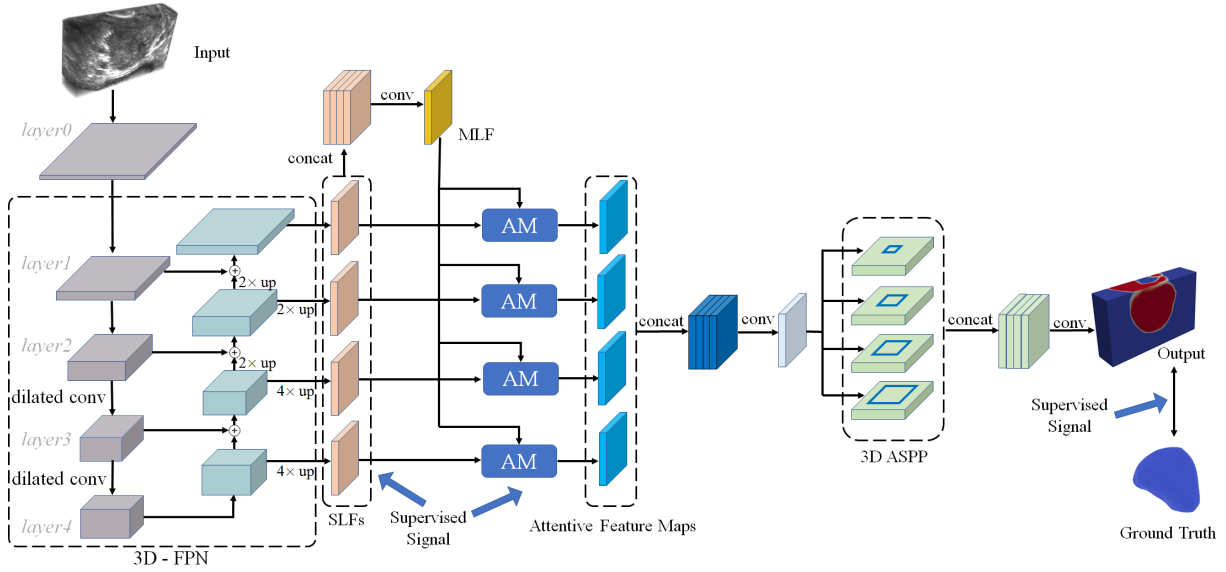 Input
layer0
conv
MLF
concat
AM
layer1
2× up
2× up
AM
concat
conv
concat
conv
layer2
2× up
Output
dilated conv
4× up
AM
Supervised
Signal
layer3
AM
3D ASPP
dilated conv
4× up
layer4
SLFs
Supervised
Signal
Attentive Feature Maps
Ground Truth
3D - FPN